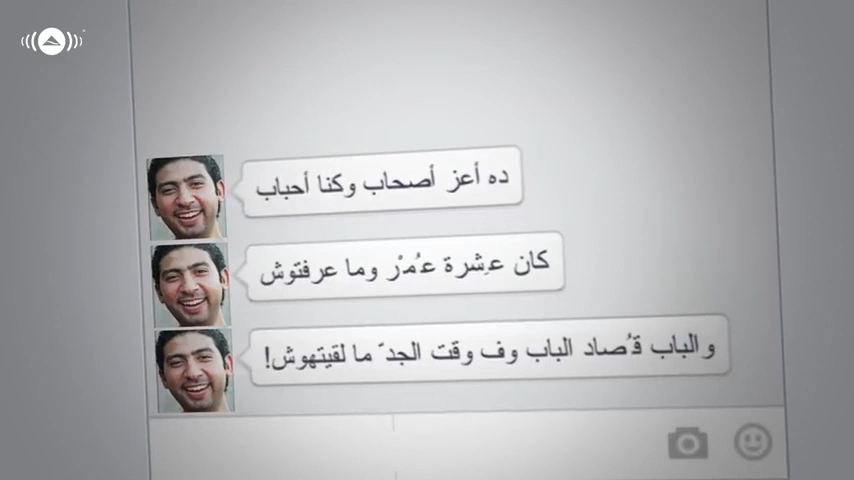 ده أعز أصحاب وكنا أحباب
كان عِشرة عُمْر وما عرفتوش
والباب قُصاد الباب وف وقت الجدّ ما لقيتهوش!